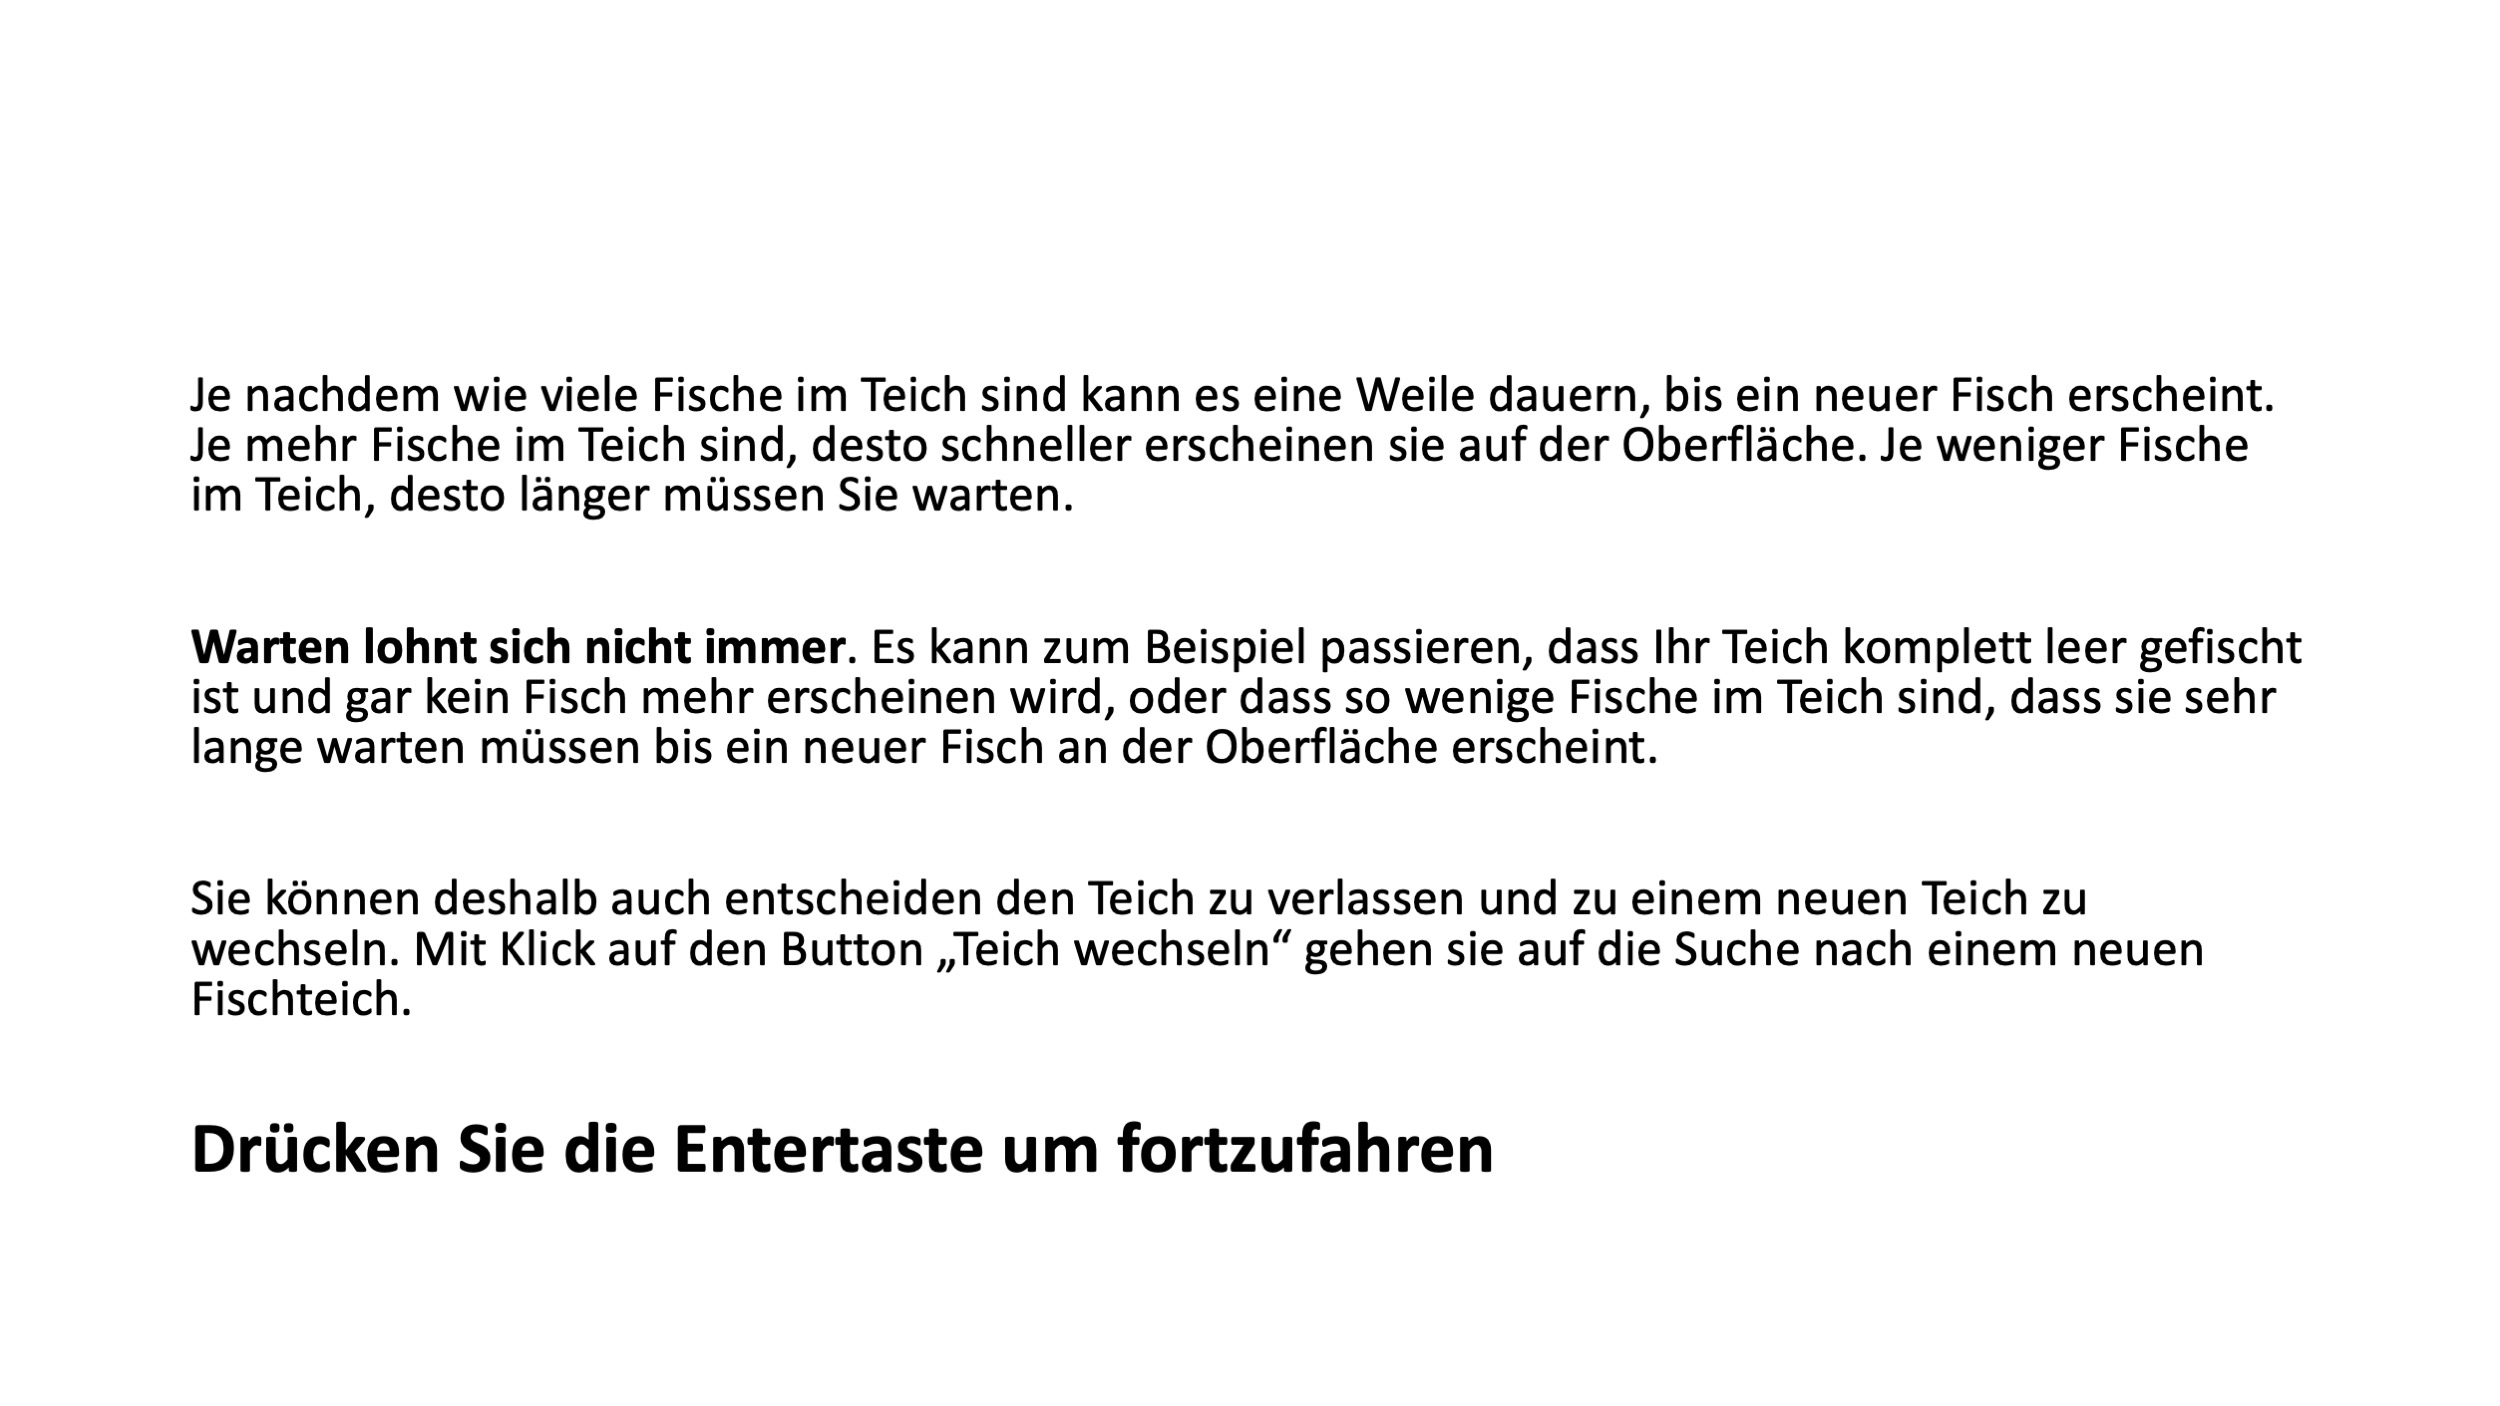 Je nachdem wie viele Fische im Teich sind kann es eine Weile dauern, bis ein neuer Fisch erscheint.
Je mehr Fische im Teich sind, desto schneller erscheinen sie auf der Oberfläche. Je weniger Fische
im Teich, desto länger müssen Sie warten.
Warten lohnt sich nicht immer. Es kann zum Beispiel passieren, dass Ihr Teich komplett leer gefischt
ist und gar kein Fisch mehr erscheinen wird, oder dass so wenige Fische im Teich sind, dass sie sehr
lange warten müssen bis ein neuer Fisch an der Oberfläche erscheint.
Sie können deshalb auch entscheiden den Teich zu verlassen und zu einem neuen Teich zu
wechseln. Mit Klick auf den Button „Teich wechseln“ gehen sie auf die Suche nach einem neuen
Fischteich.
Drücken Sie die Entertaste um fortzufahren